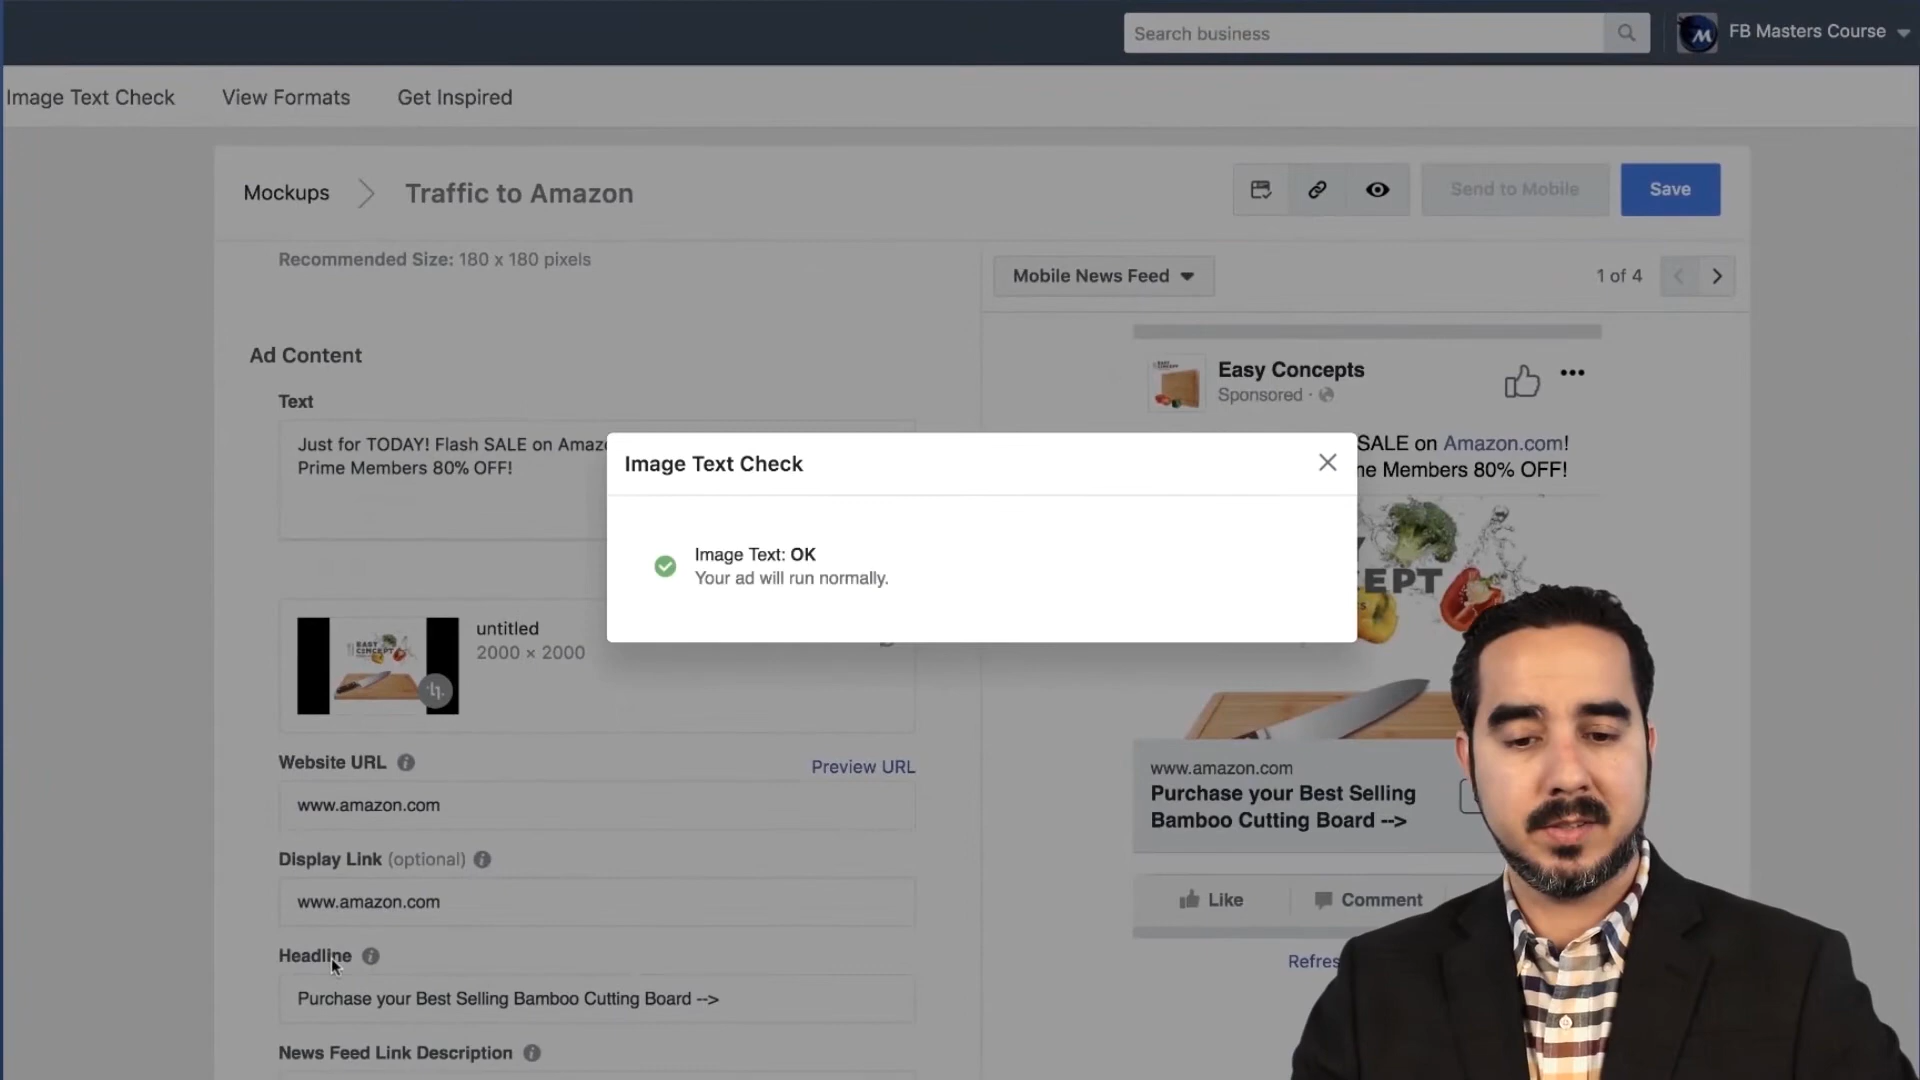 Search business
FB Masters Course
Image Text Check
View Formats
Get Inspired
Mockups
Traffic to Amazon
Send to Mobile
Save
Recommended Size: 180 x 180 pixels
Mobile News Feed
1 of 4
Ad Content
Text
Just for TODAY! Flash SALE on Amaz
Prime Members 80% OFF!
Easy Concepts
Sponsored ·
SALE on Amazon.com!
Members 80% OFF!
Image Text Check
Image Text: OK
Your ad will run normally.
EPT
untitled
2000 × 2000
EASY
CONCEPT
Website URL
Preview URL
www.amazon.com
Display Link (optional)
www.amazon.com
Headline
Purchase your Best Selling Bamboo Cutting Board -->
News Feed Link Description
www.amazon.com
Purchase your Best Selling
Bamboo Cutting Board -->
Like
Comment
Refres